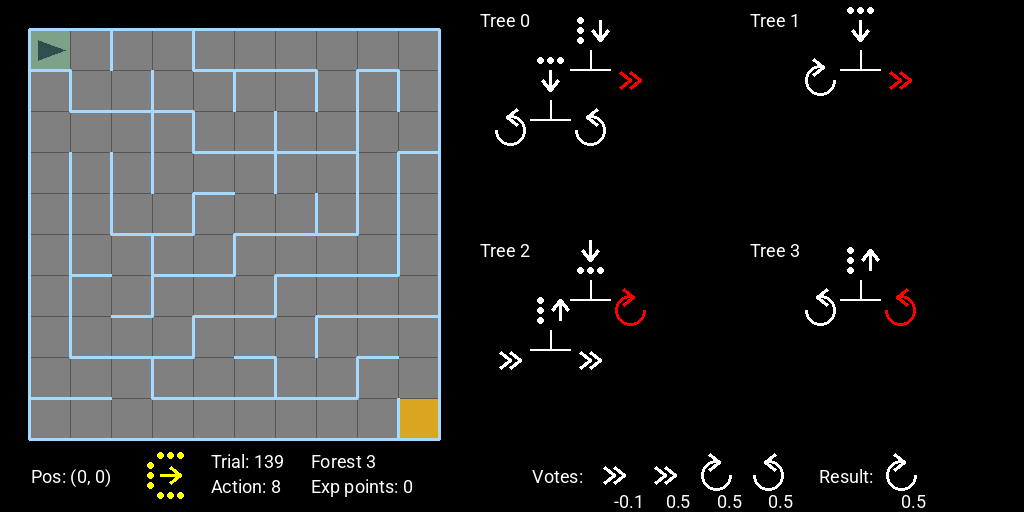 Tree 0
Tree 1
Tree 2
Tree 3
Pos: (0, 0)
Trial: 139
Forest 3
Action: 8
Exp points: 0
Votes:
-0.1
0.5
0.5
0.5
Result:
0.5